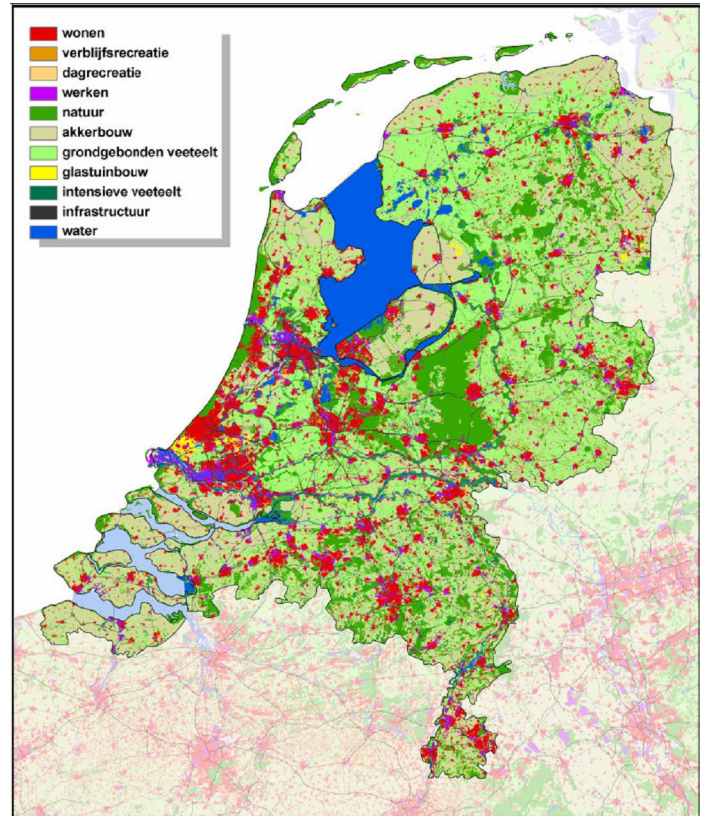 wonen
verblijfsrecreatie
dagrecreatie
werken
natuur
akkerbouw
grondgebonden veeteelt
glastuinbouw
intensieve veeteelt
infrastructuur
water